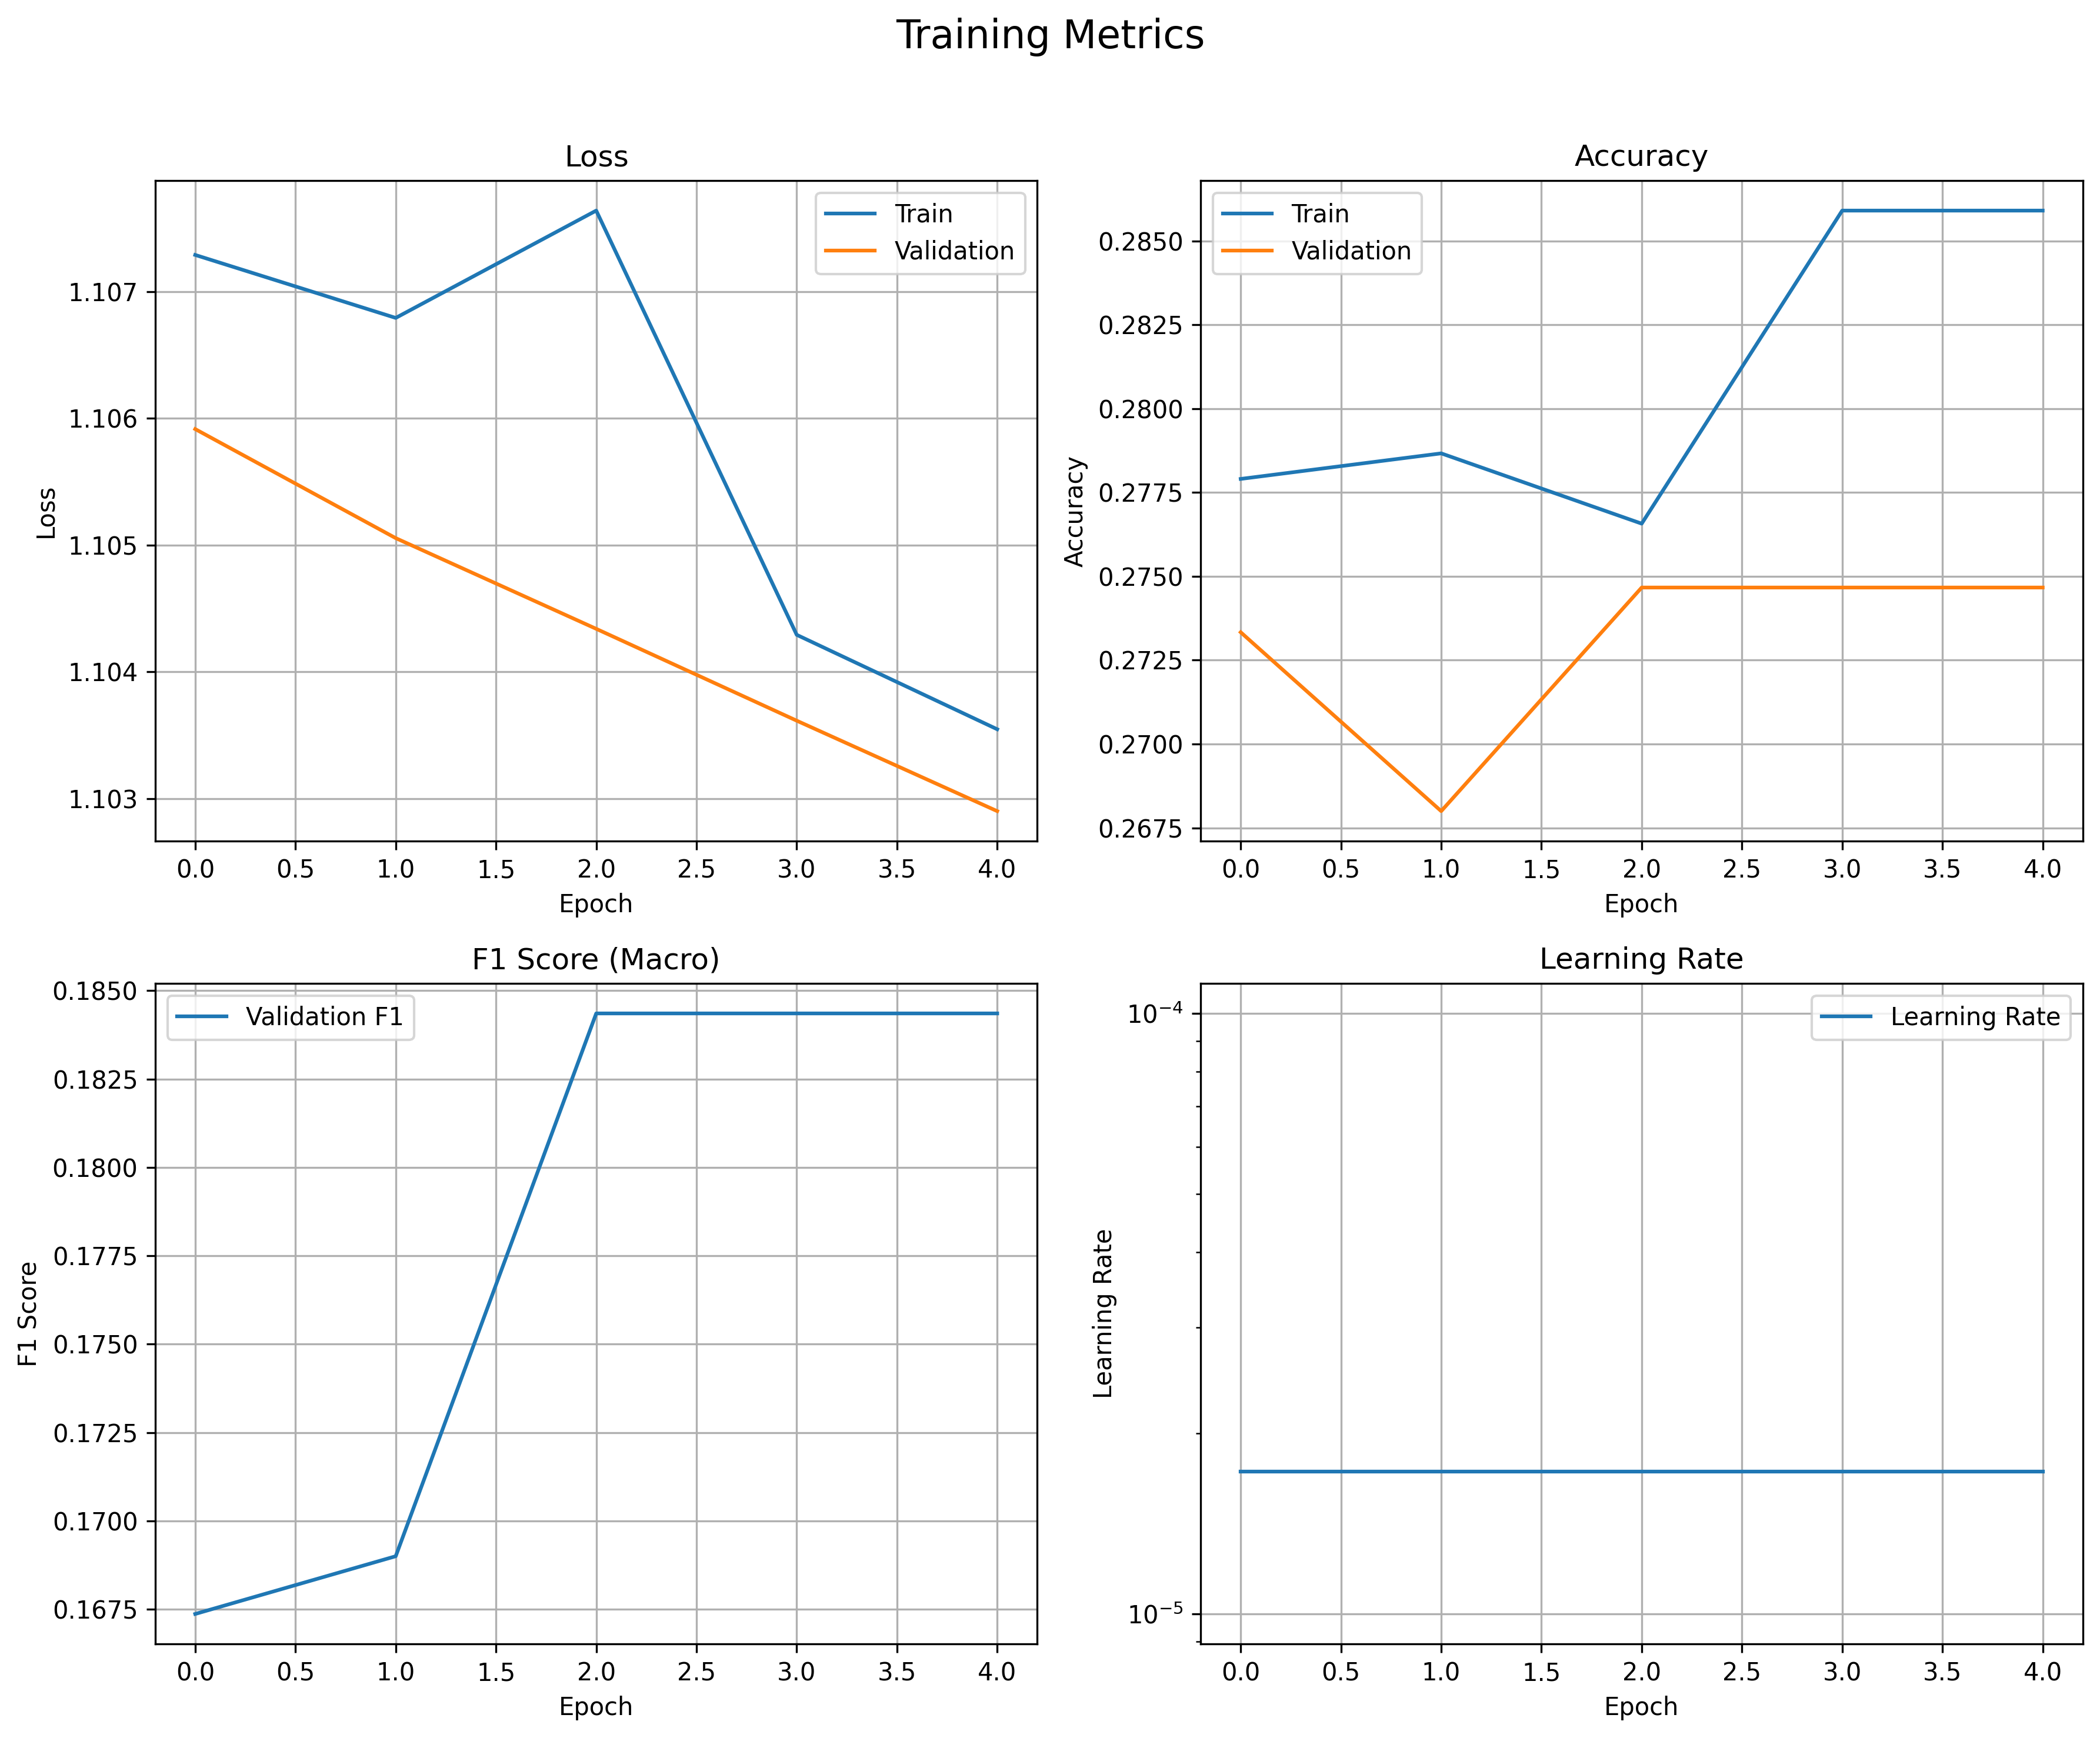 Training Metrics
Loss
Train
Validation
1.107
1.106
1.105
1.104
1.103
Loss
0.0 0.5 1.0 1.5 2.0 2.5 3.0 3.5 4.0
Epoch
Accuracy
Train
Validation
0.2850
0.2825
0.2800
0.2775
0.2750
0.2725
0.2700
0.2675
Accuracy
0.0 0.5 1.0 1.5 2.0 2.5 3.0 3.5 4.0
Epoch
F1 Score (Macro)
Validation F1
0.1850
0.1825
0.1800
0.1775
0.1750
0.1725
0.1700
0.1675
F1 Score
0.0 0.5 1.0 1.5 2.0 2.5 3.0 3.5 4.0
Epoch
Learning Rate
Learning Rate
10⁻⁴
10⁻⁵
Learning Rate
0.0 0.5 1.0 1.5 2.0 2.5 3.0 3.5 4.0
Epoch